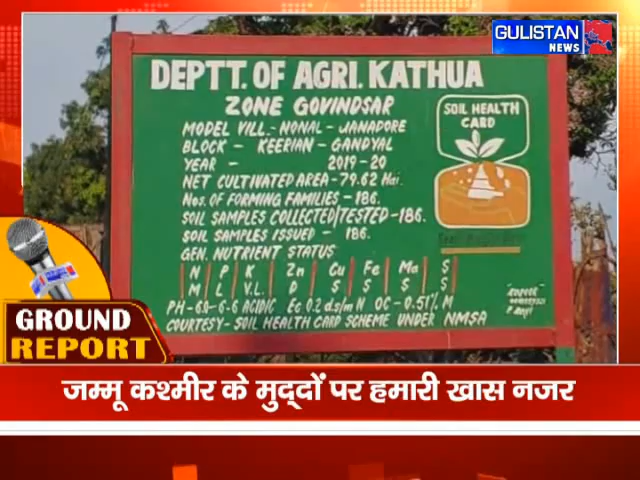 GULISTAN
NEWS
DEPTT. OF AGRI. KATHUA
ZONE GOVINDSAR
SOIL HEALTH
CARD
MODEL VILL.- NONAL - JANADORE
BLOCK - KEERIAN - GANDYAL
YEAR - 2019-20
NET CULTIVATED AREA - 79.62 Hai.
Nos. OF FORMING FAMILIES - 186.
SOIL SAMPLES COLLECTED/TESTED - 186.
SOIL SAMPLES ISSUED - 186.
GEN. NUTRIENT STATUS
N | P | K | Zn | Cu | Fe | Ma | S
M | L | V.L. | D | S | S | S | S
PH - 6.0 - 6-6 ACIDIC Ec 0.2 d.s/m N OC - 0.51% M
COURTESY - SOIL HEALTH CARD SCHEME UNDER NMSA
GROUND
REPORT
जम्मू कश्मीर के मुद्दों पर हमारी खास नजर